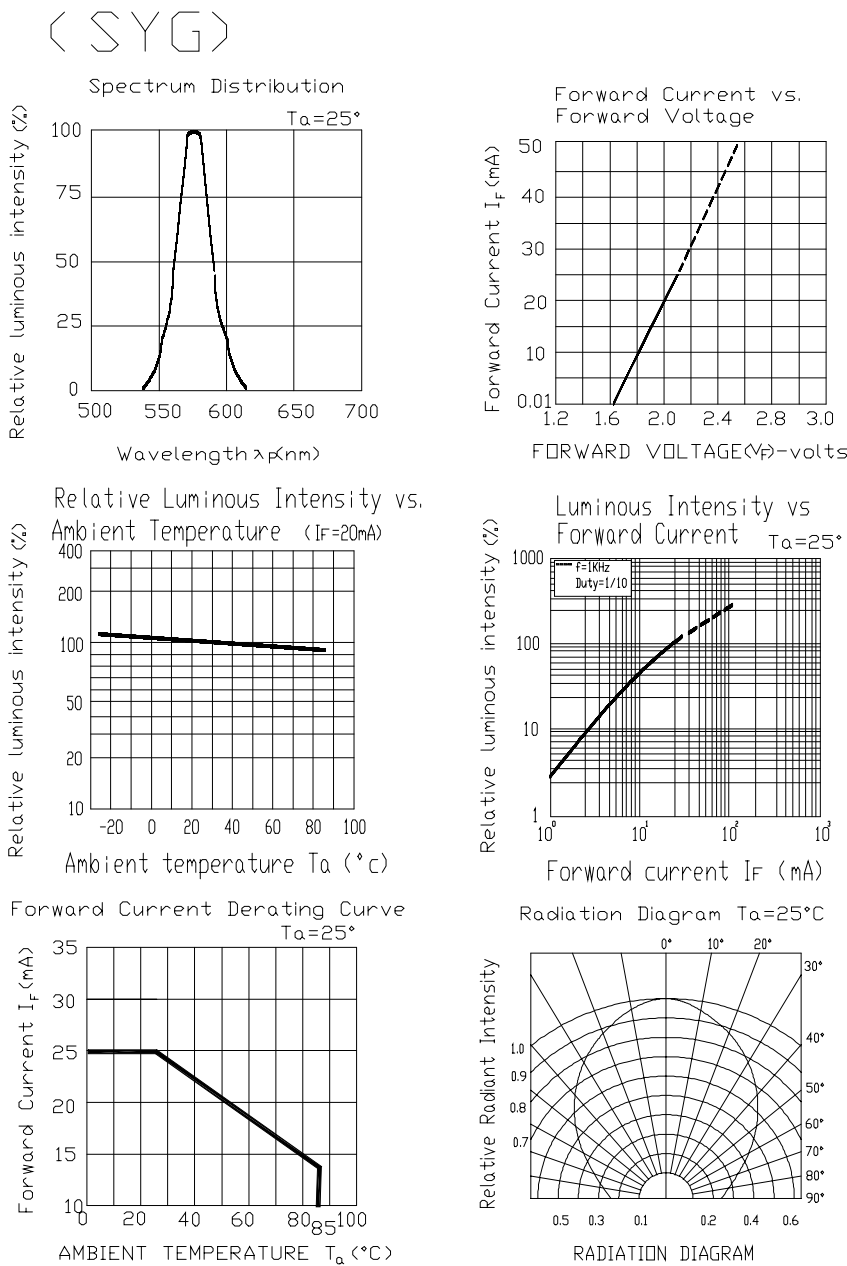 (SYG)
Spectrum Distribution
Ta=25°
Relative luminous intensity(%)
100
75
50
25
0
500 550 600 650 700
Wavelength λp(nm)
Forward Current vs.
Forward Voltage
Forward Current IF(mA)
50
40
30
20
10
0.01
1.2 1.6 2.0 2.4 2.8 3.0
FORWARD VOLTAGE(VF)-volts
Relative Luminous Intensity vs.
Ambient Temperature (IF=20mA)
Relative luminous intensity(%)
400
200
100
50
20
10
-20 0 20 40 60 80 100
Ambient temperature Ta (°c)
Luminous Intensity vs
Forward Current Ta=25°
Relative luminous intensity(%)
f=1KHz
Duty=1/10
1000
100
10
1
10⁰ 10¹ 10² 10³
Forward current IF (mA)
Forward Current Derating Curve
Ta=25°
Forward Current IF(mA)
35
30
25
20
15
10
0 20 40 60 80 85 100
AMBIENT TEMPERATURE Ta(°C)
Radiation Diagram Ta=25°C
Relative Radiant Intensity
0° 10° 20°
30°
40°
50°
60°
70°
80°
90°
1.0
0.9
0.8
0.7
0.5 0.3 0.1 0.2 0.4 0.6
RADIATION DIAGRAM